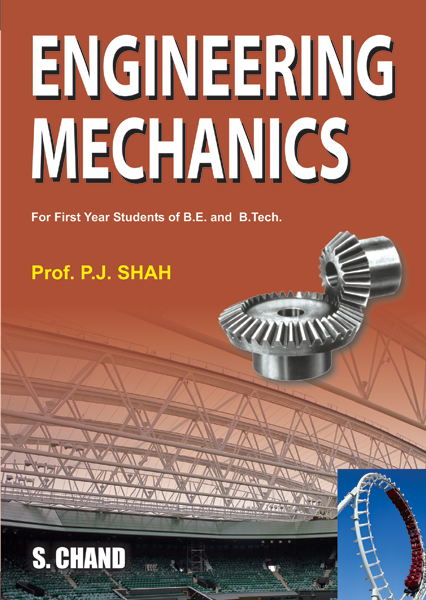 ENGINEERING
MECHANICS
For First Year Students of B.E. and B.Tech.
Prof. P.J. SHAH
S. CHAND